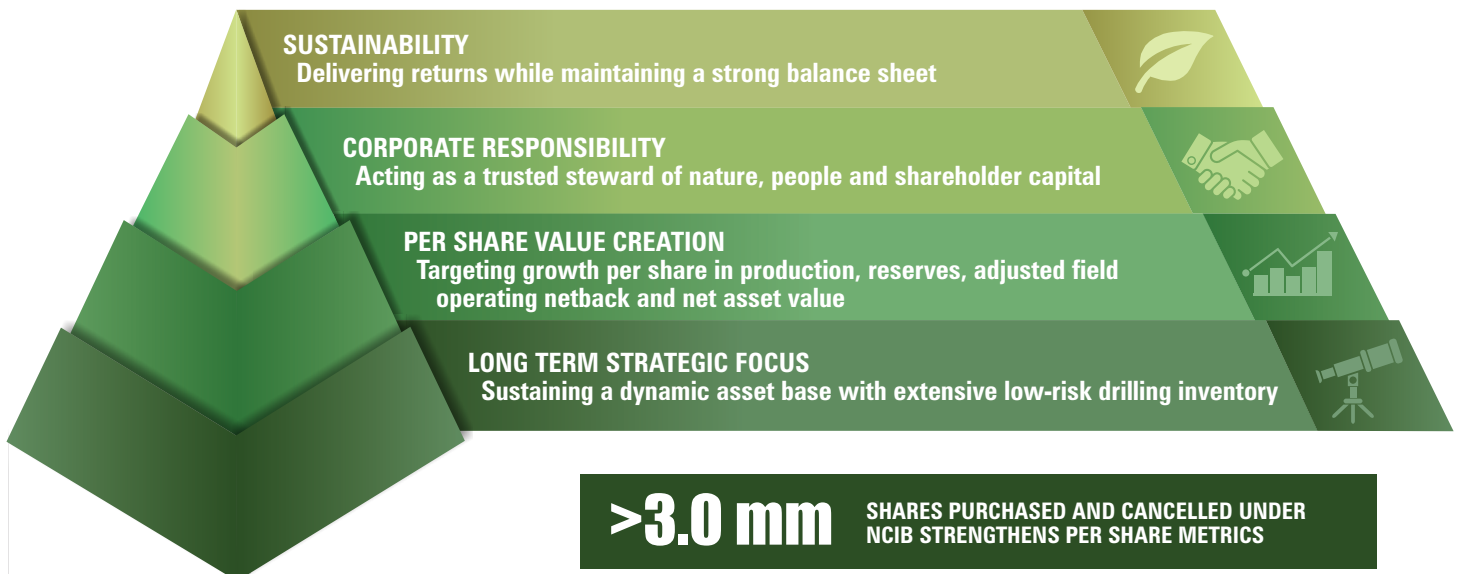 SUSTAINABILITY
Delivering returns while maintaining a strong balance sheet
CORPORATE RESPONSIBILITY
Acting as a trusted steward of nature, people and shareholder capital
PER SHARE VALUE CREATION
Targeting growth per share in production, reserves, adjusted field
operating netback and net asset value
LONG TERM STRATEGIC FOCUS
Sustaining a dynamic asset base with extensive low-risk drilling inventory
>3.0 mm
SHARES PURCHASED AND CANCELLED UNDER
NCIB STRENGTHENS PER SHARE METRICS